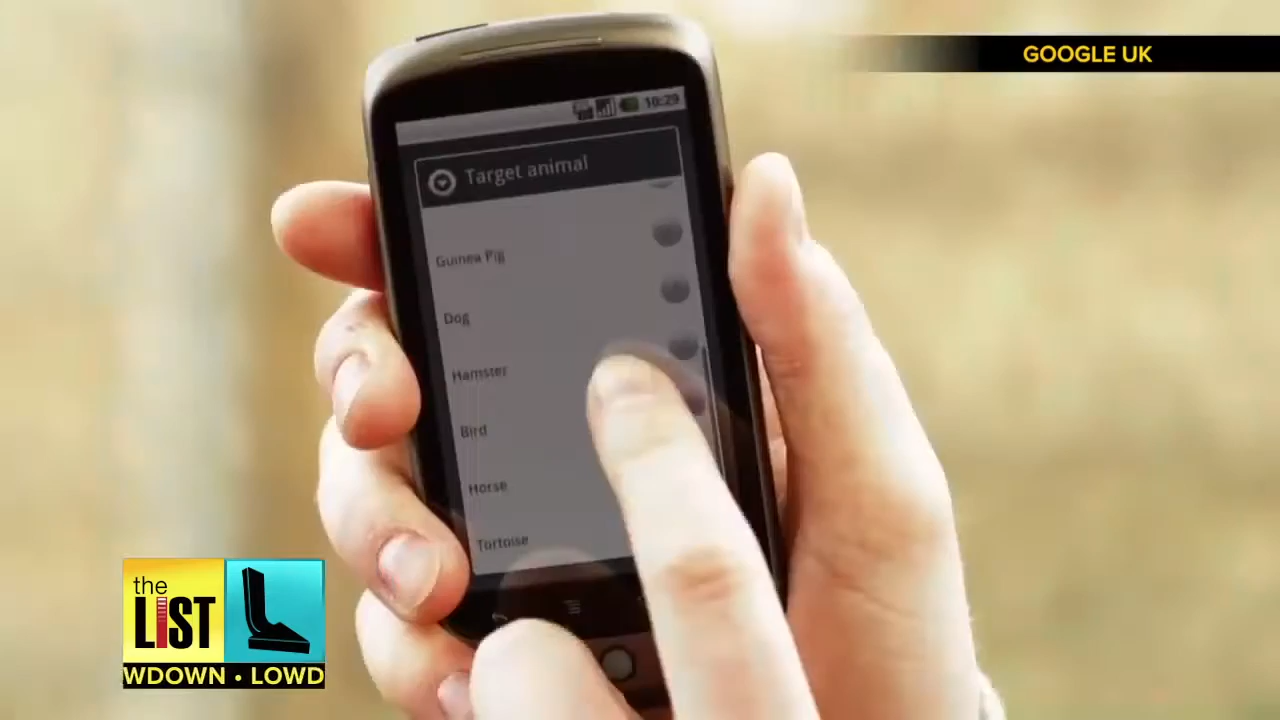 GOOGLE UK
10:29
Target animal
Guinea Pig
Dog
Hamster
Bird
Horse
Tortoise
the
LIST
L
WDOWN • LOWD